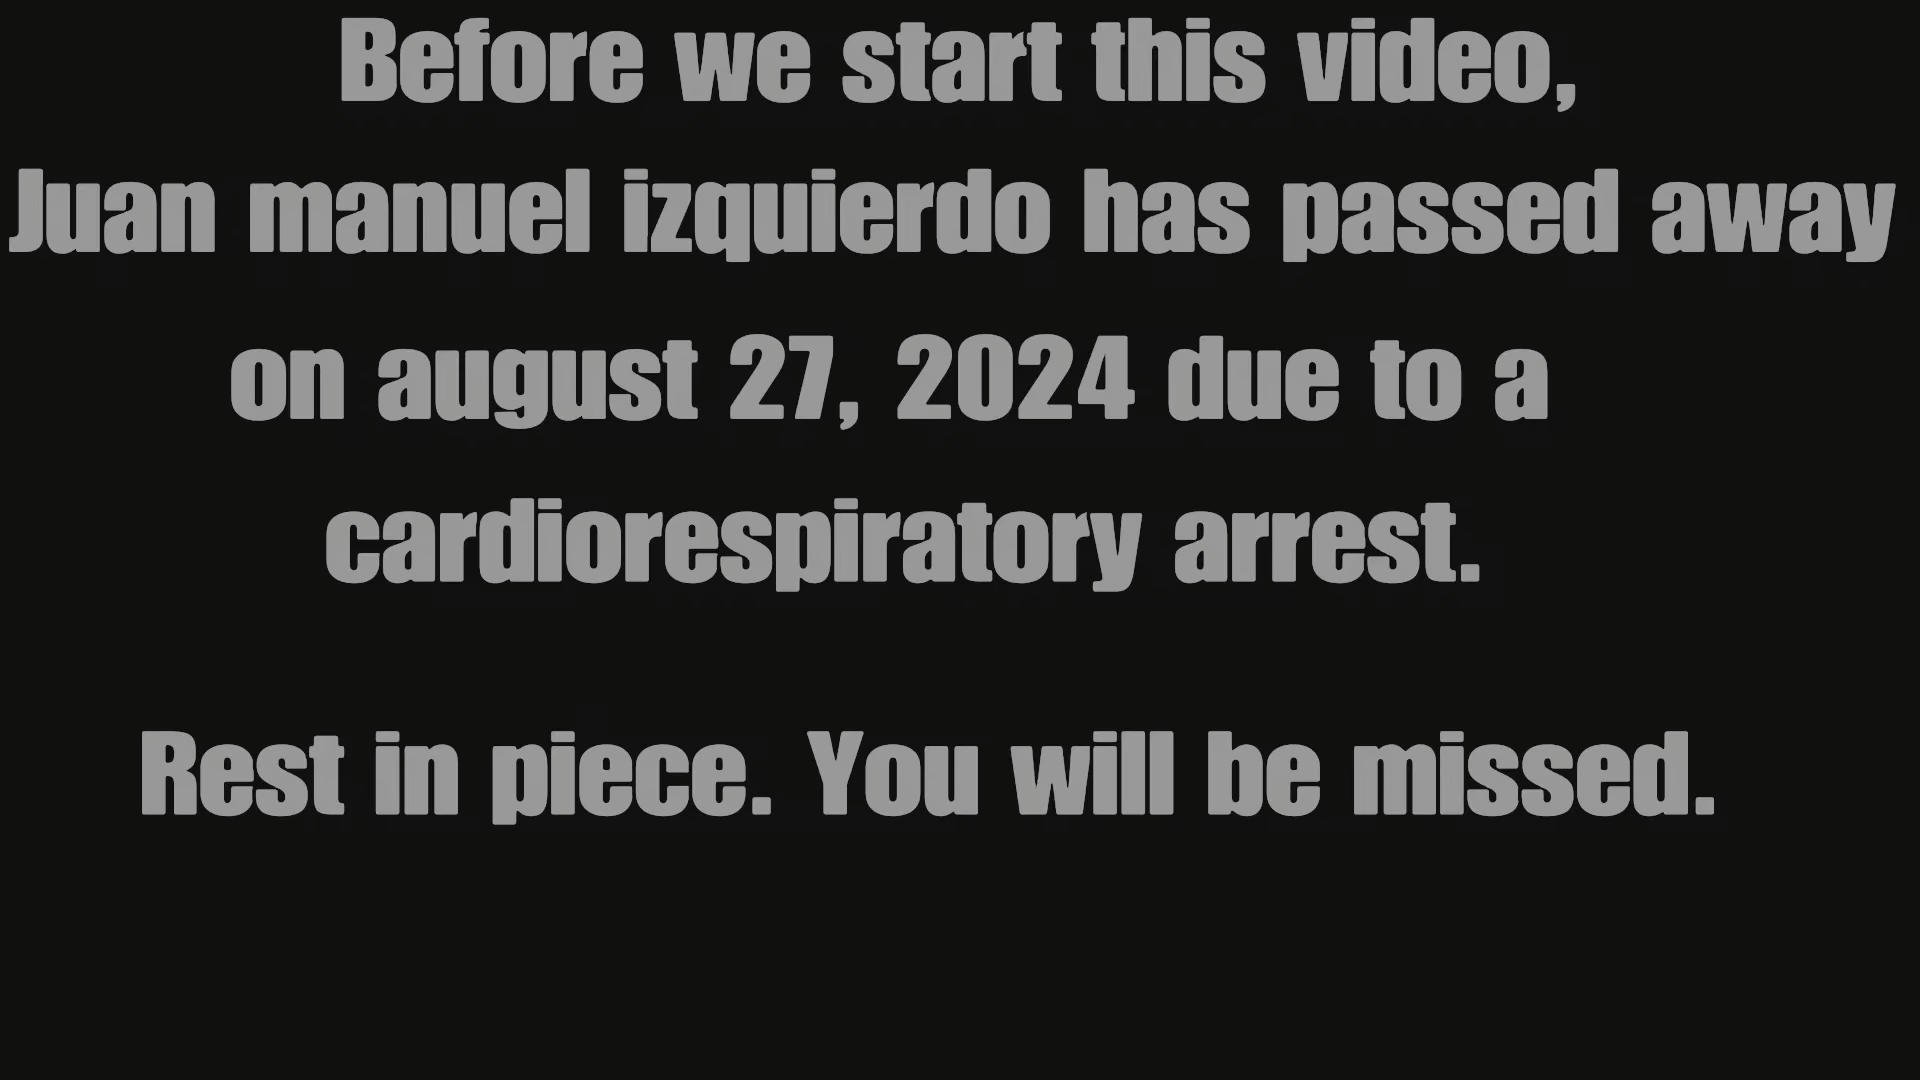 Before we start this video,
Juan manuel izquierdo has passed away
on august 27, 2024 due to a
cardiorespiratory arrest.
Rest in piece. You will be missed.